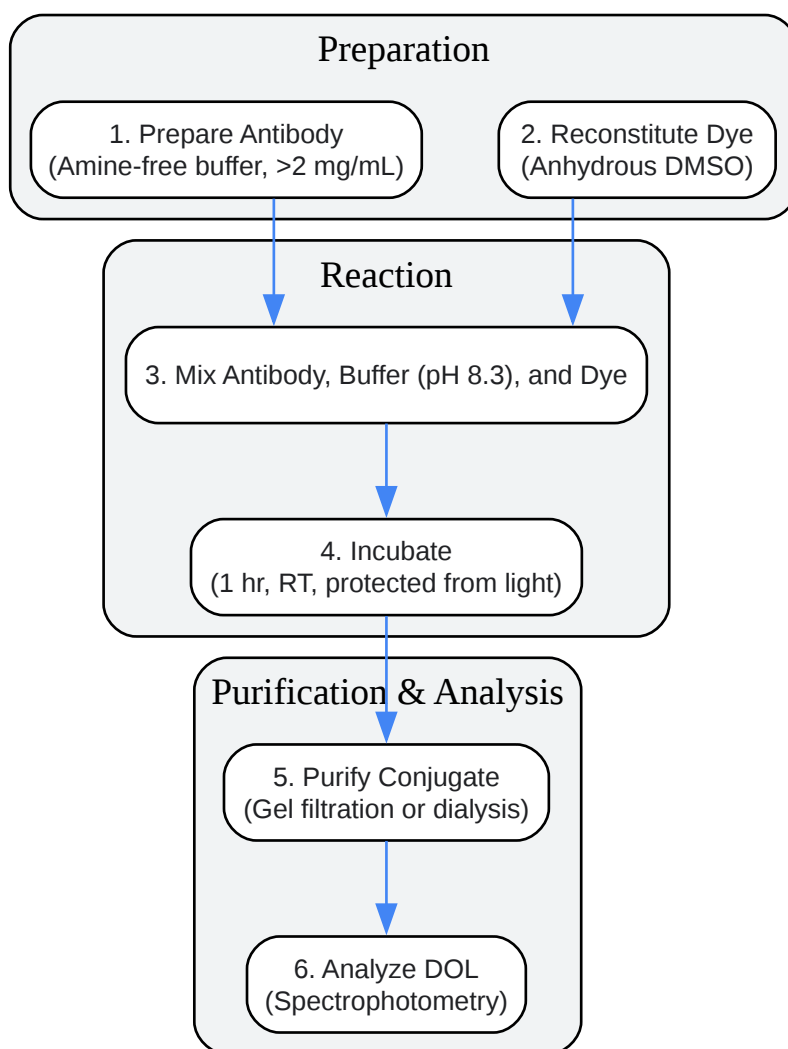 Preparation
1. Prepare Antibody
(Amine-free buffer, >2 mg/mL)
2. Reconstitute Dye
(Anhydrous DMSO)
Reaction
3. Mix Antibody, Buffer (pH 8.3), and Dye
4. Incubate
(1 hr, RT, protected from light)
Purification & Analysis
5. Purify Conjugate
(Gel filtration or dialysis)
6. Analyze DOL
(Spectrophotometry)